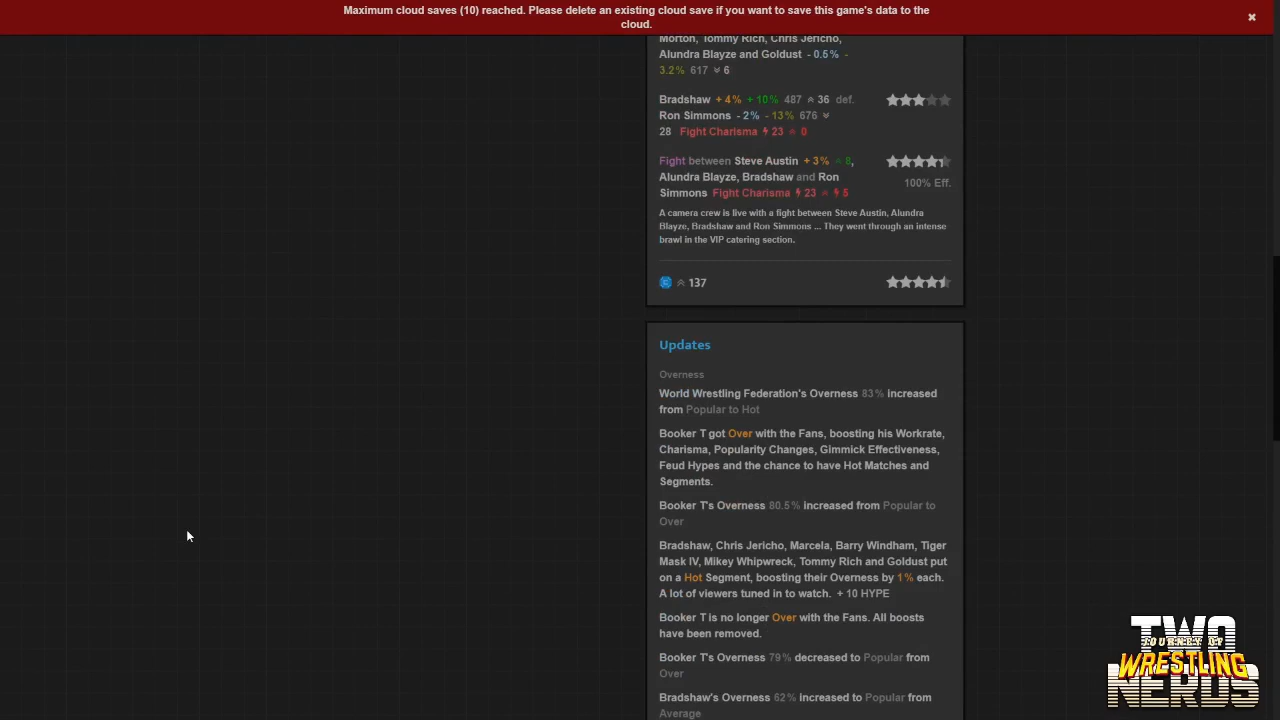 Maximum cloud saves (10) reached. Please delete an existing cloud save if you want to save this game's data to the
cloud.
Morton, Tommy Rich, Chris Jericho,
Alundra Blayze and Goldust - 0.5% -
3.2% 617 6
Bradshaw + 4% + 10% 487 36 def.
Ron Simmons - 2% - 13% 676
28 Fight Charisma 23 0
Fight between Steve Austin + 3% 8,
Alundra Blayze, Bradshaw and Ron
Simmons Fight Charisma 23 5
100% Eff.
A camera crew is live with a fight between Steve Austin, Alundra
Blayze, Bradshaw and Ron Simmons ... They went through an intense
brawl in the VIP catering section.
137
Updates
Overness
World Wrestling Federation's Overness 83% increased
from Popular to Hot
Booker T got Over with the Fans, boosting his Workrate,
Charisma, Popularity Changes, Gimmick Effectiveness,
Feud Hypes and the chance to have Hot Matches and
Segments.
Booker T's Overness 80.5% increased from Popular to
Over
Bradshaw, Chris Jericho, Marcela, Barry Windham, Tiger
Mask IV, Mikey Whipwreck, Tommy Rich and Goldust put
on a Hot Segment, boosting their Overness by 1% each.
A lot of viewers tuned in to watch. + 10 HYPE
Booker T is no longer Over with the Fans. All boosts
have been removed.
Booker T's Overness 79% decreased to Popular from
Over
Bradshaw's Overness 62% increased to Popular from
Average
TWO
JOURNEY OF
WRESTLING
NERDS